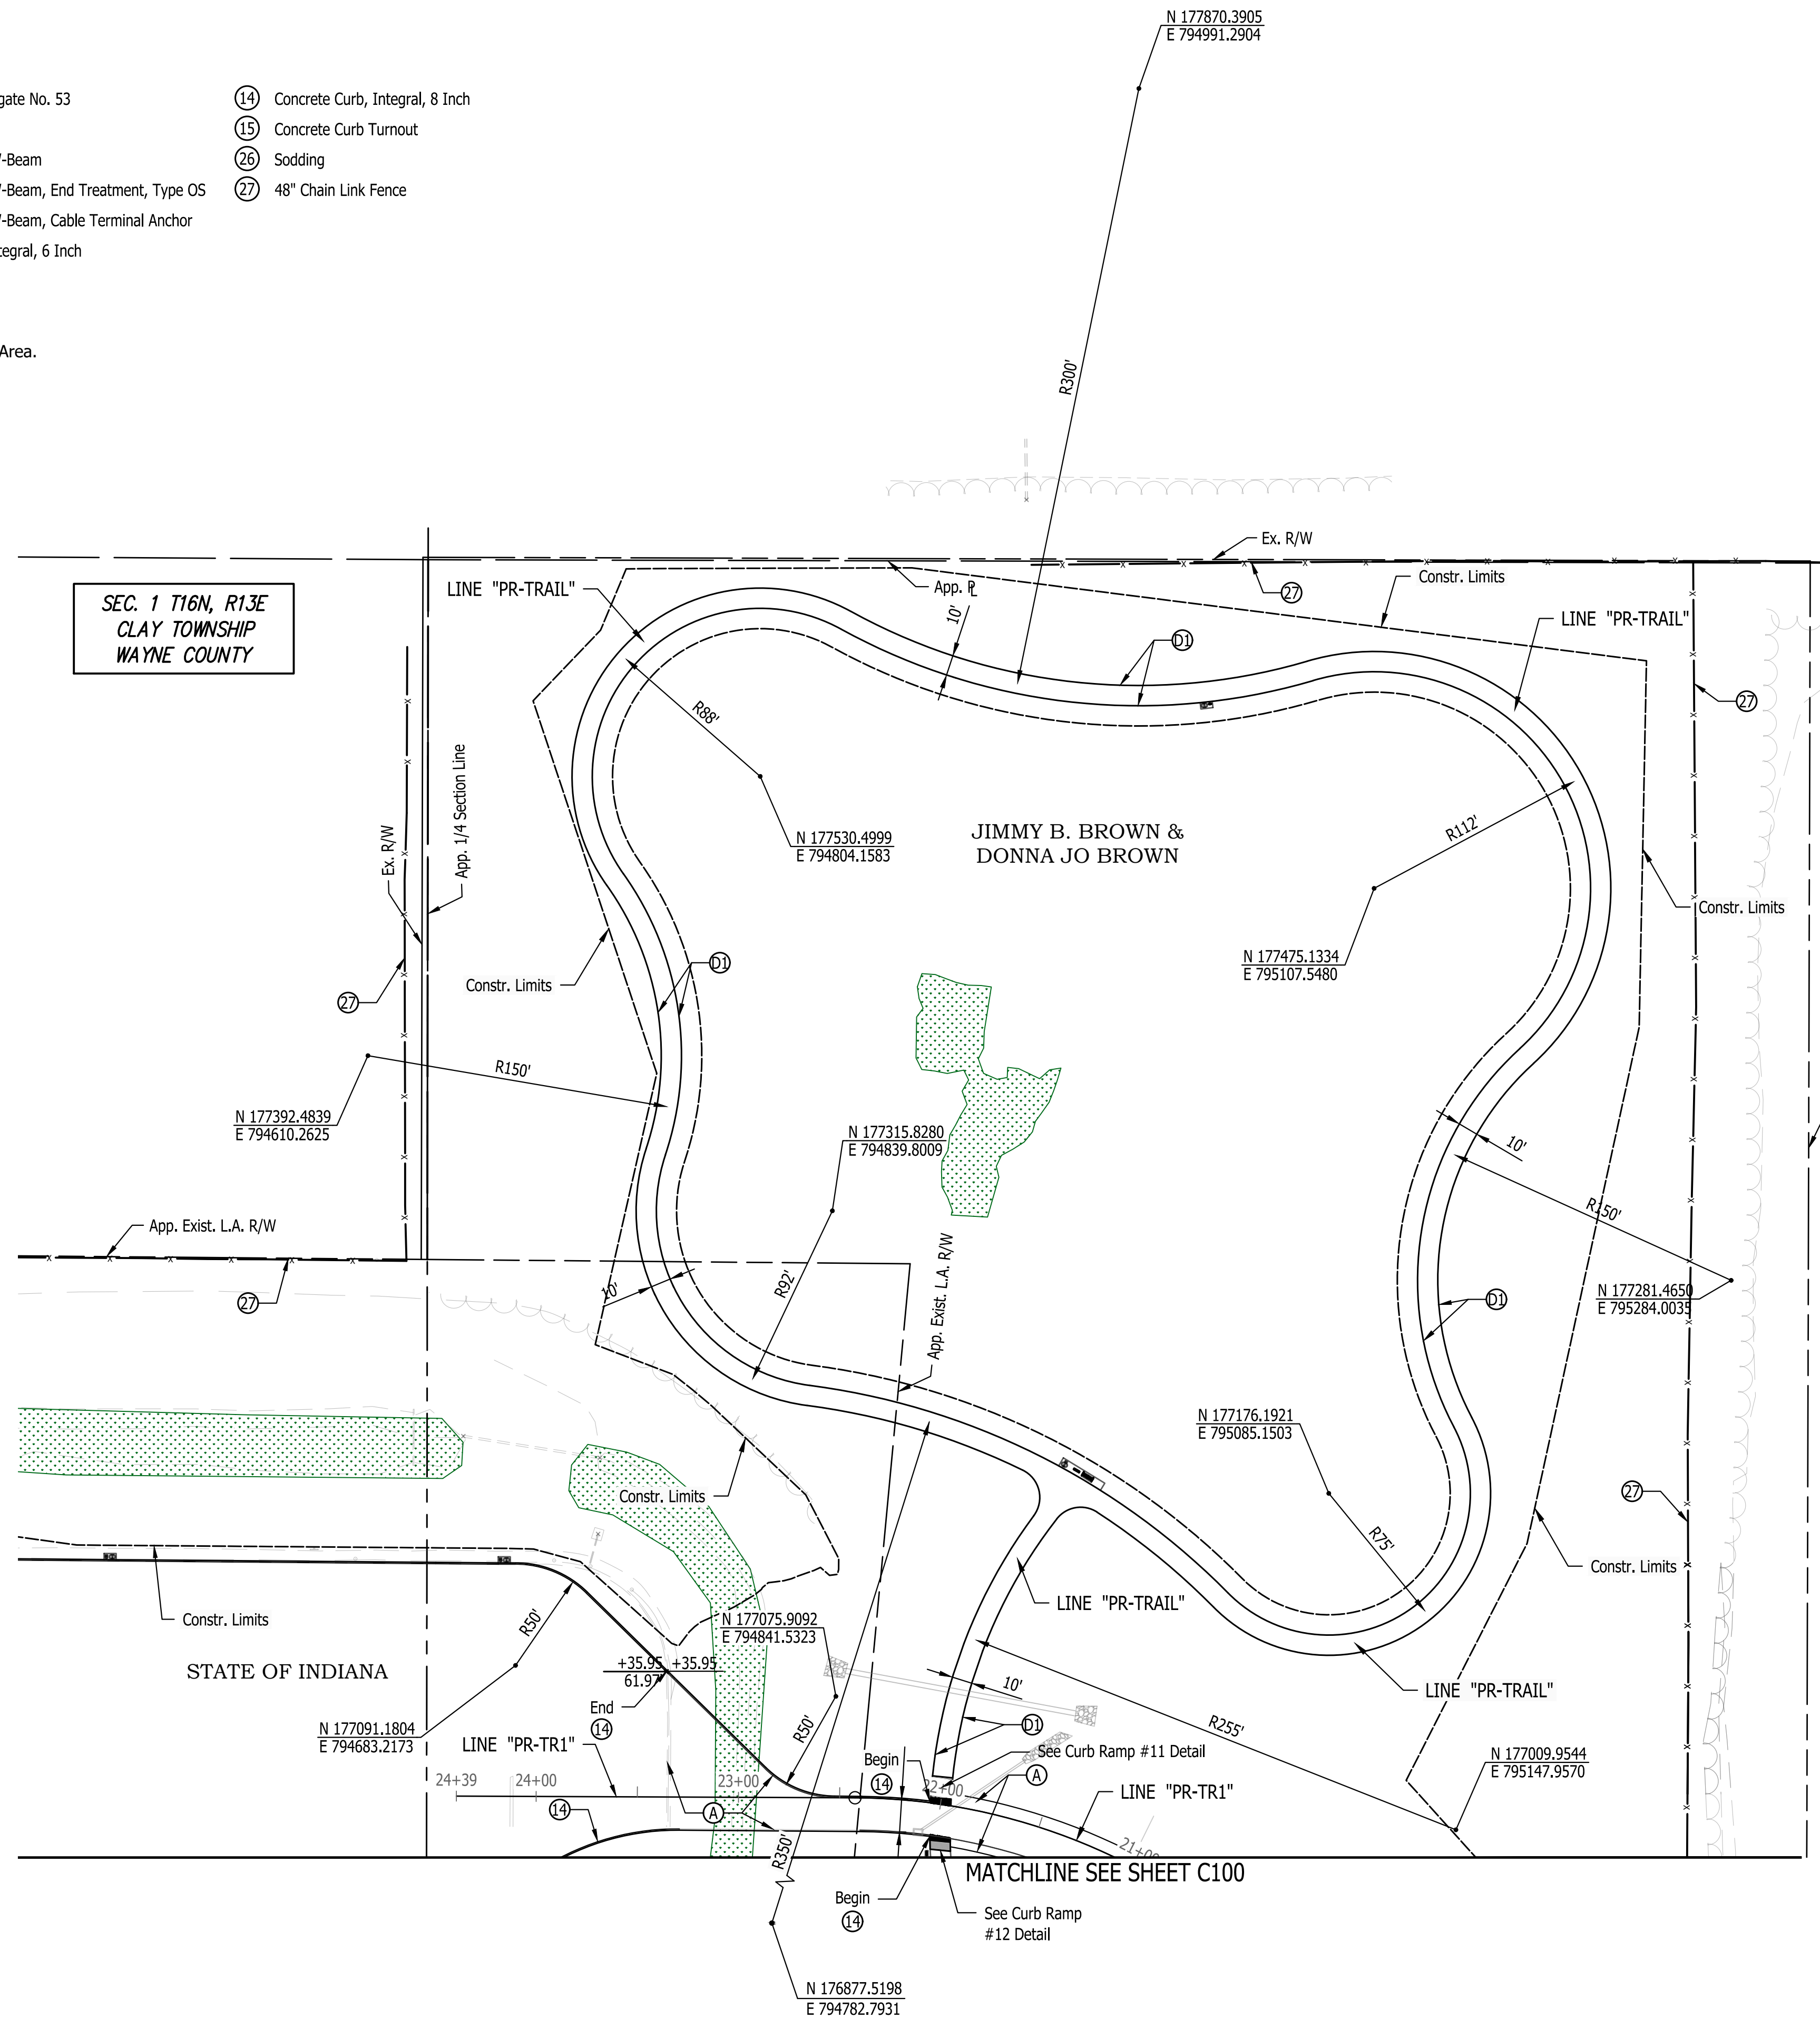 N 177870.3905
E 794991.2904
gate No. 53
14 Concrete Curb, Integral, 8 Inch
15 Concrete Curb Turnout
-Beam
26 Sodding
-Beam, End Treatment, Type OS
27 48" Chain Link Fence
-Beam, Cable Terminal Anchor
tegral, 6 Inch
Area.
R300'
Ex. R/W
SEC. 1 T16N, R13E
CLAY TOWNSHIP
WAYNE COUNTY
LINE "PR-TRAIL"
App. PL
10'
27
Constr. Limits
LINE "PR-TRAIL"
D1
R88'
27
Ex. R/W
App. 1/4 Section Line
N 177530.4999
E 794804.1583
JIMMY B. BROWN &
DONNA JO BROWN
R112'
Constr. Limits
D1
N 177475.1334
E 795107.5480
Constr. Limits
27
R150'
N 177392.4839
E 794610.2625
N 177315.8280
E 794839.8009
10'
R150'
App. Exist. L.A. R/W
App. Exist. L.A. R/W
R92'
10'
27
N 177281.4650
E 795284.0035
D1
N 177176.1921
E 795085.1503
Constr. Limits
27
R75'
Constr. Limits
Constr. Limits
R50'
LINE "PR-TRAIL"
N 177075.9092
E 794841.5323
STATE OF INDIANA
+35.95 +35.95
61.97'
10'
LINE "PR-TRAIL"
End
14
N 177091.1804
E 794683.2173
R50'
D1
R255'
LINE "PR-TR1"
See Curb Ramp #11 Detail
Begin
14
A
N 177009.9544
E 795147.9570
24+39
24+00
23+00
22+00
LINE "PR-TR1"
14
A
21+00
R350'
MATCHLINE SEE SHEET C100
Begin
14
See Curb Ramp
#12 Detail
N 176877.5198
E 794782.7931